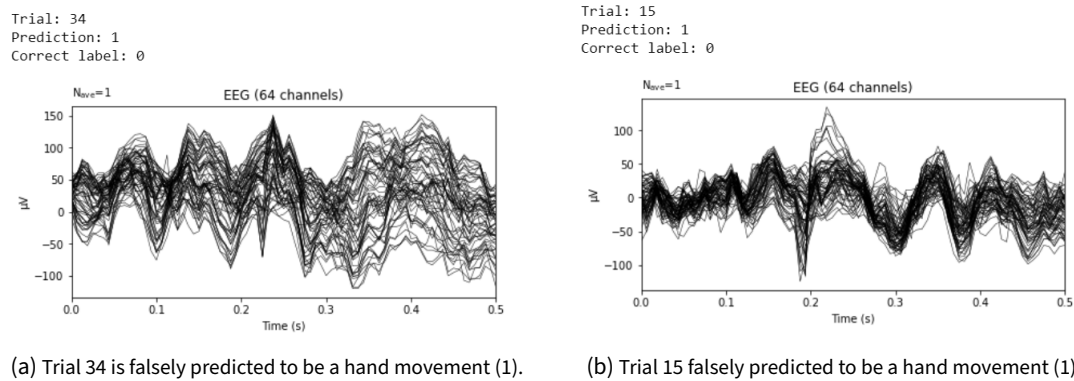 Trial: 34
Prediction: 1
Correct label: 0
Nave=1
EEG (64 channels)
150
100
50
0
−50
−100
µV
0.0 0.1 0.2 0.3 0.4 0.5
Time (s)
(a) Trial 34 is falsely predicted to be a hand movement (1).
Trial: 15
Prediction: 1
Correct label: 0
Nave=1
EEG (64 channels)
100
50
0
−50
−100
µV
0.0 0.1 0.2 0.3 0.4 0.5
Time (s)
(b) Trial 15 falsely predicted to be a hand movement (1)